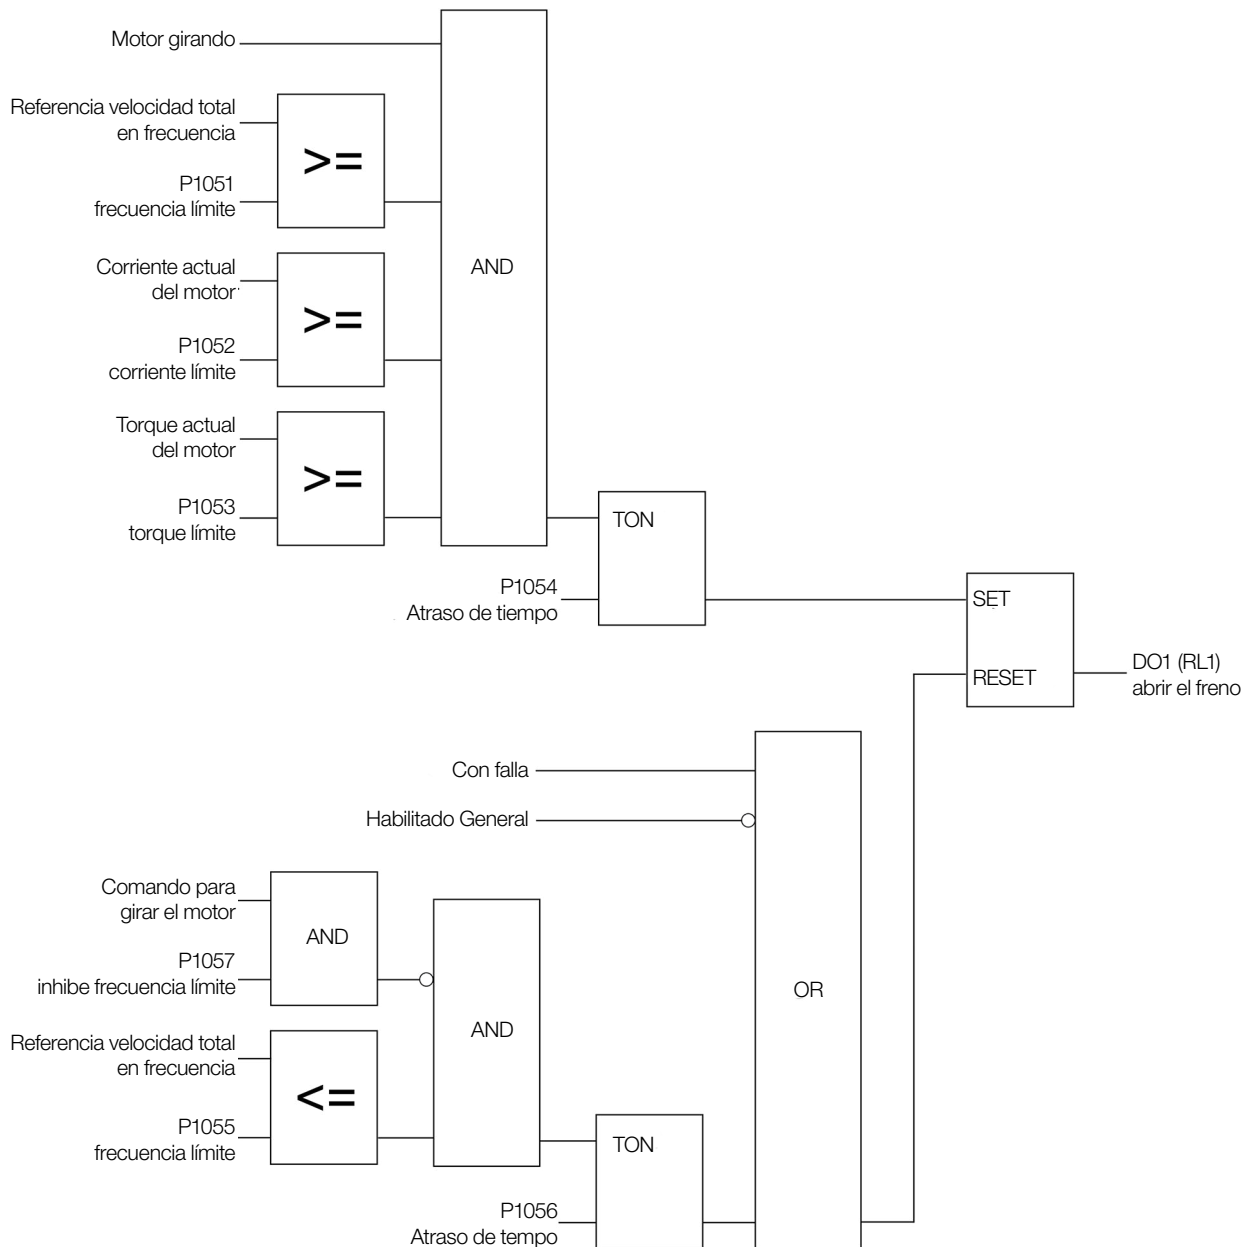 Motor girando
Referencia velocidad total
en frecuencia
>=
P1051
frecuencia límite
Corriente actual
del motor
>=
P1052
corriente límite
AND
Torque actual
del motor
>=
P1053
torque límite
TON
P1054
Atraso de tiempo
SET
RESET
DO1 (RL1)
abrir el freno
Con falla
Habilitado General
Comando para
girar el motor
AND
P1057
inhibe frecuencia límite
AND
OR
Referencia velocidad total
en frecuencia
<=
P1055
frecuencia límite
TON
P1056
Atraso de tempo